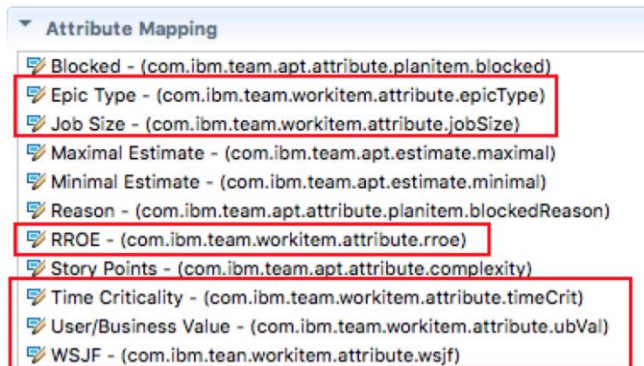 Attribute Mapping
Blocked - (com.ibm.team.apt.attribute.planitem.blocked)
Epic Type - (com.ibm.team.workitem.attribute.epicType)
Job Size - (com.ibm.team.workitem.attribute.jobSize)
Maximal Estimate - (com.ibm.team.apt.estimate.maximal)
Minimal Estimate - (com.ibm.team.apt.estimate.minimal)
Reason - (com.ibm.team.apt.attribute.planitem.blockedReason)
RROE - (com.ibm.team.workitem.attribute.rroe)
Story Points - (com.ibm.team.apt.attribute.complexity)
Time Criticality - (com.ibm.team.workitem.attribute.timeCrit)
User/Business Value - (com.ibm.team.workitem.attribute.ubVal)
WSJF - (com.ibm.tean.workitem.attribute.wsjf)